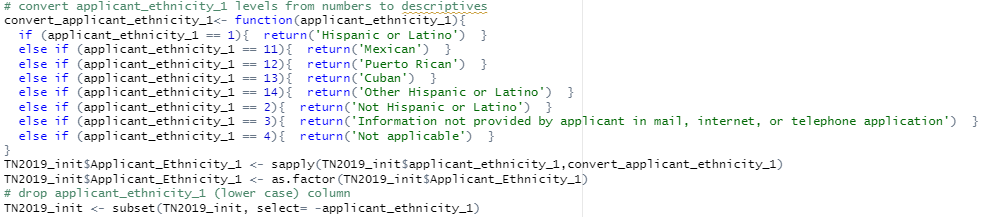 # convert applicant_ethnicity_1 levels from numbers to descriptives
convert_applicant_ethnicity_1<- function(applicant_ethnicity_1){
  if (applicant_ethnicity_1 == 1){  return('Hispanic or Latino')  }
  else if (applicant_ethnicity_1 == 11){  return('Mexican')  }
  else if (applicant_ethnicity_1 == 12){  return('Puerto Rican')  }
  else if (applicant_ethnicity_1 == 13){  return('Cuban')  }
  else if (applicant_ethnicity_1 == 14){  return('Other Hispanic or Latino')  }
  else if (applicant_ethnicity_1 == 2){  return('Not Hispanic or Latino')  }
  else if (applicant_ethnicity_1 == 3){  return('Information not provided by applicant in mail, internet, or telephone application')  }
  else if (applicant_ethnicity_1 == 4){  return('Not applicable')  }
}
TN2019_init$Applicant_Ethnicity_1 <- sapply(TN2019_init$applicant_ethnicity_1,convert_applicant_ethnicity_1)
TN2019_init$Applicant_Ethnicity_1 <- as.factor(TN2019_init$Applicant_Ethnicity_1)
# drop applicant_ethnicity_1 (lower case) column
TN2019_init <- subset(TN2019_init, select= -applicant_ethnicity_1)